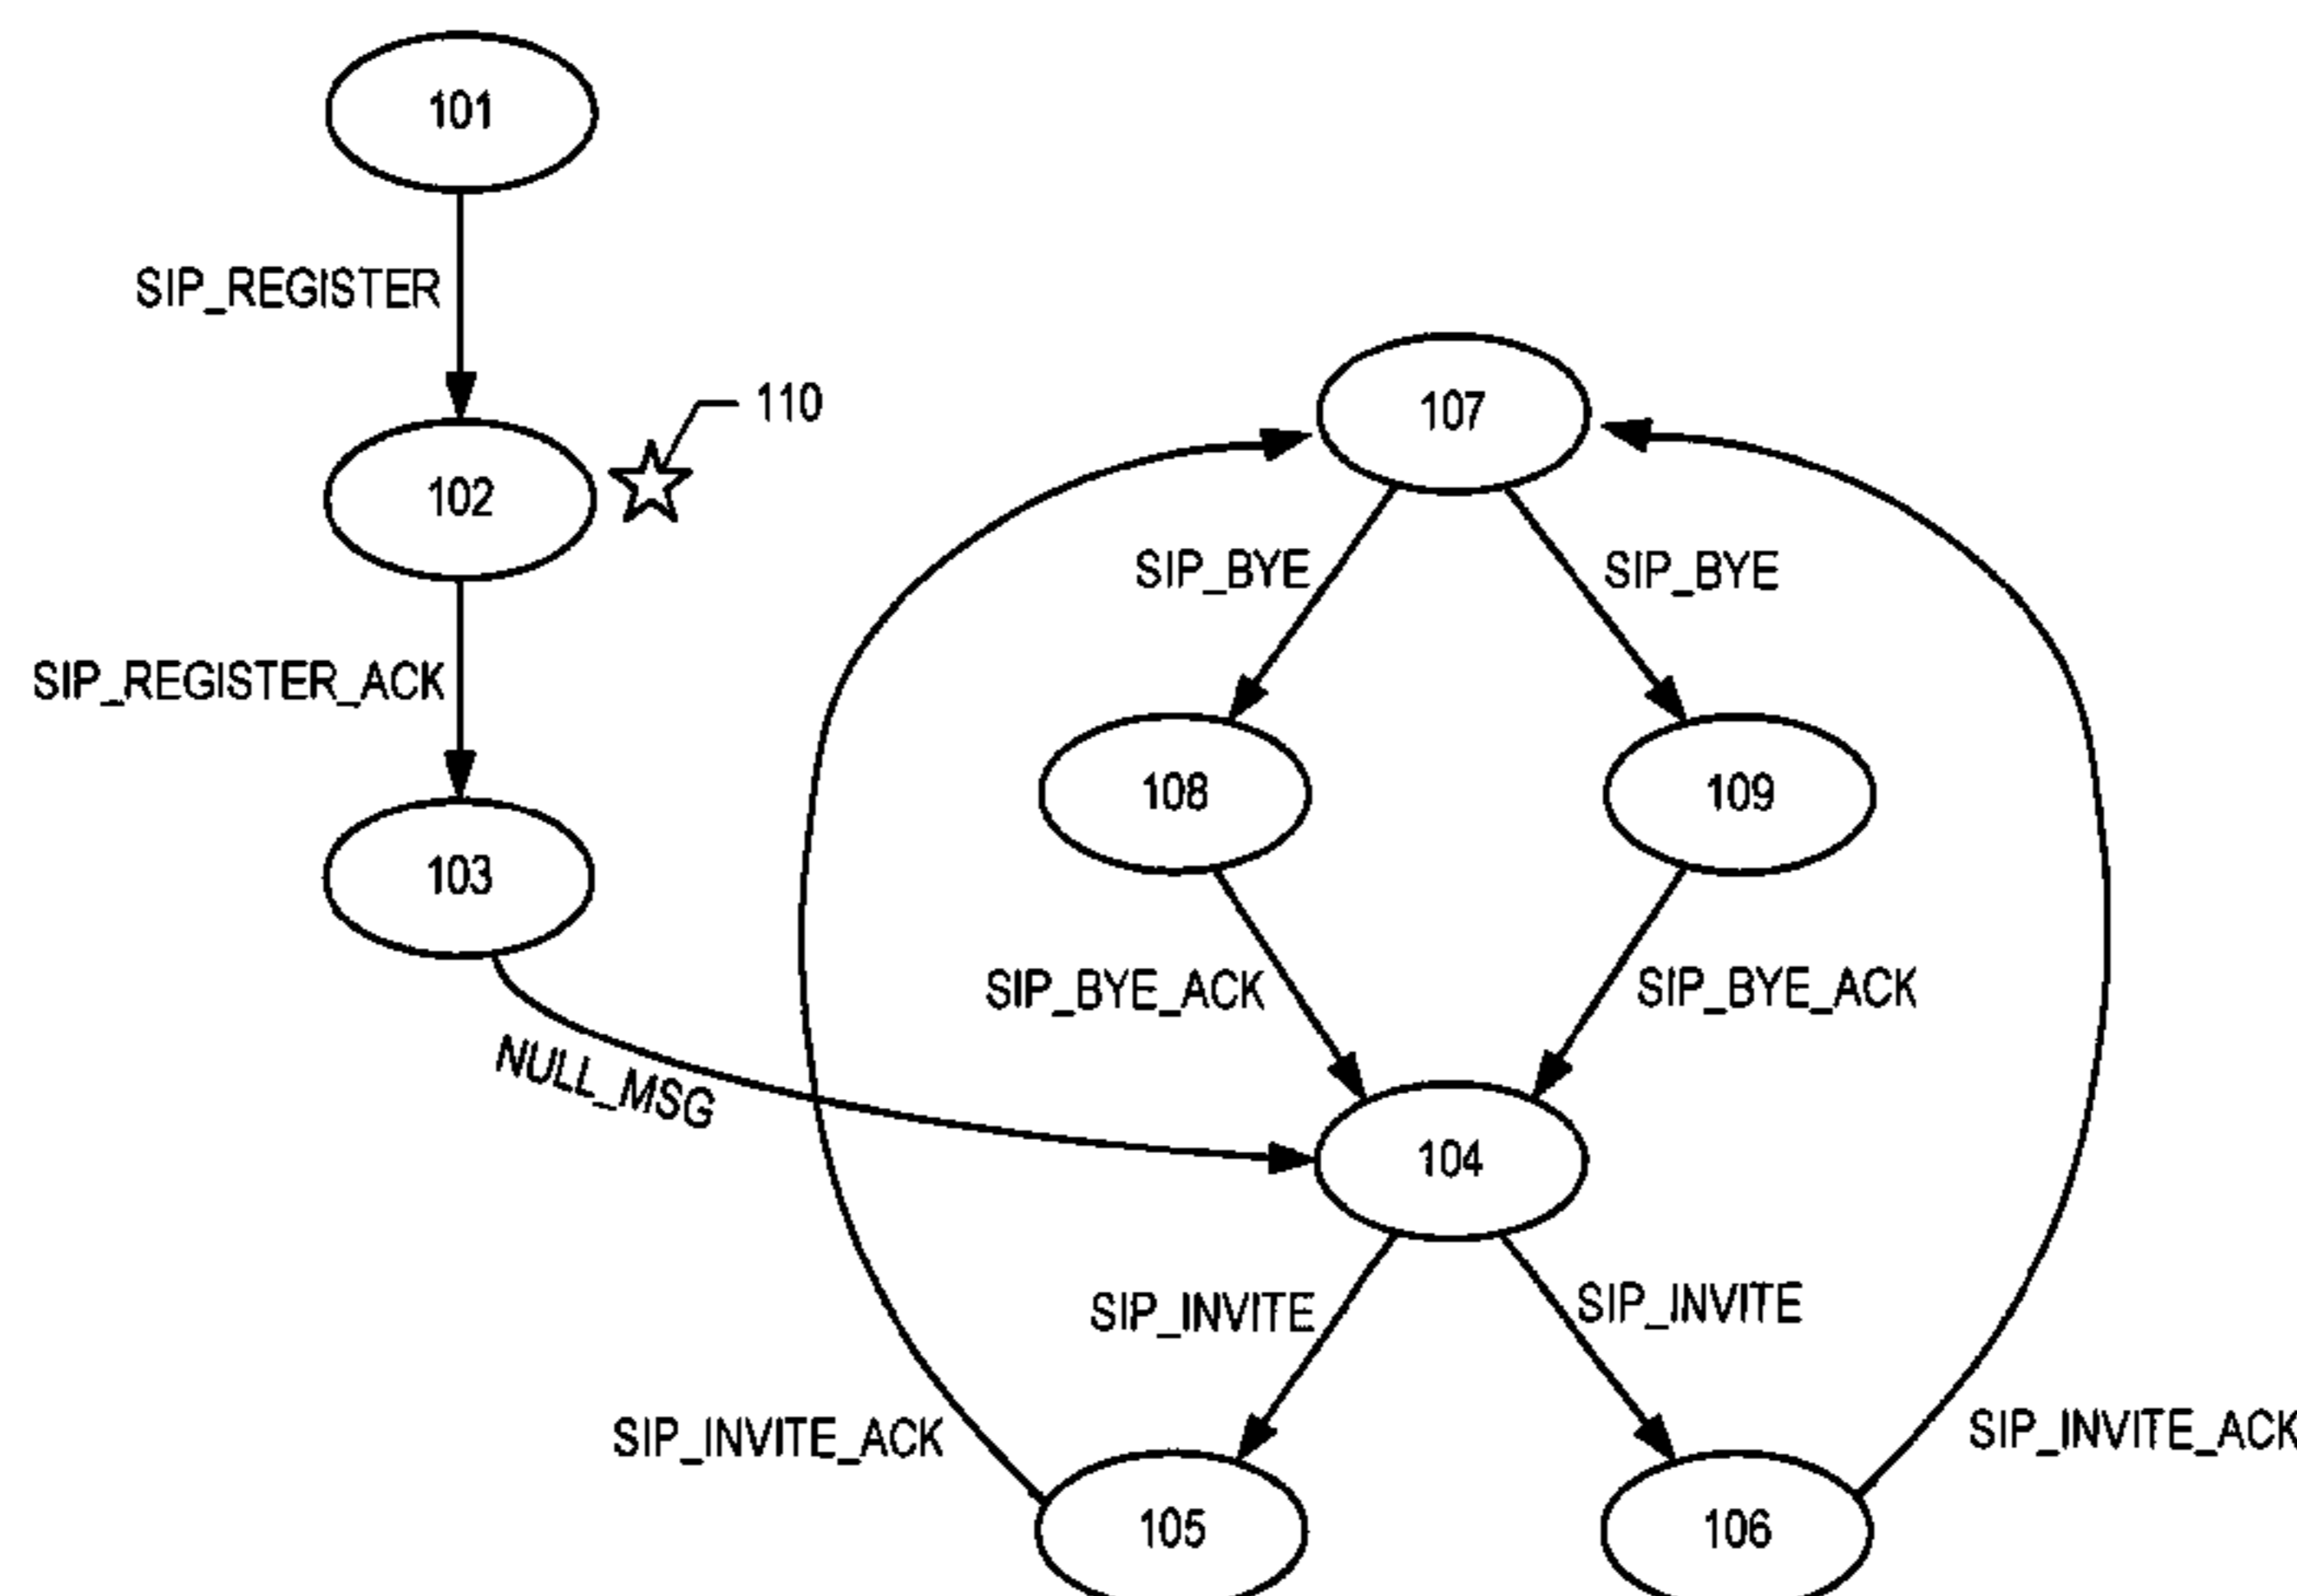 101
SIP_REGISTER
110
107
102
SIP_BYE
SIP_BYE
SIP_REGISTER_ACK
108
109
103
SIP_BYE_ACK
SIP_BYE_ACK
NULL_MSG
104
SIP_INVITE
SIP_INVITE
SIP_INVITE_ACK
SIP_INVITE_ACK
105
106